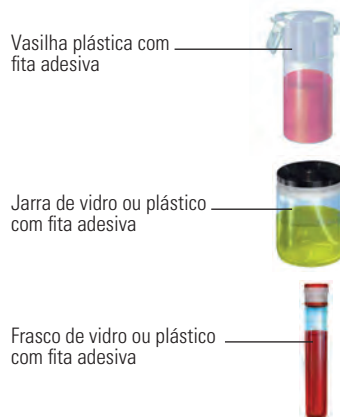 Vasilha plástica com
fita adesiva
Jarra de vidro ou plástico
com fita adesiva
Frasco de vidro ou plástico
com fita adesiva